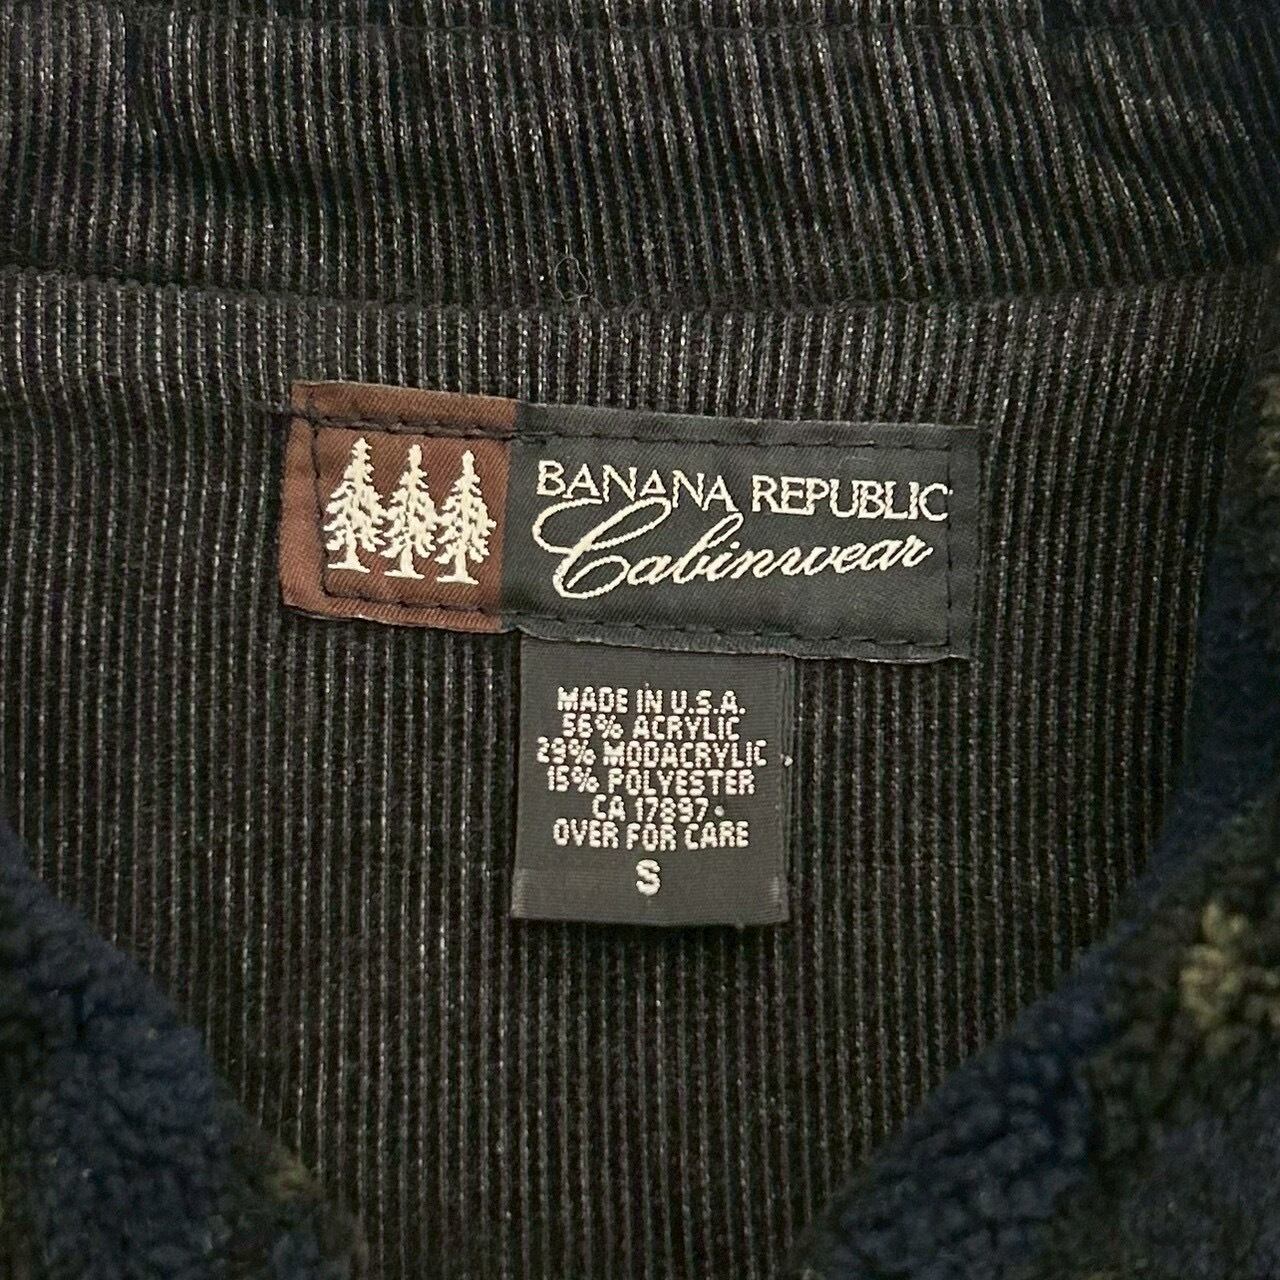 BANANA REPUBLIC
Cabinwear
MADE IN U.S.A.
56% ACRYLIC
29% MODACRYLIC
15% POLYESTER
CA 17897
OVER FOR CARE
S